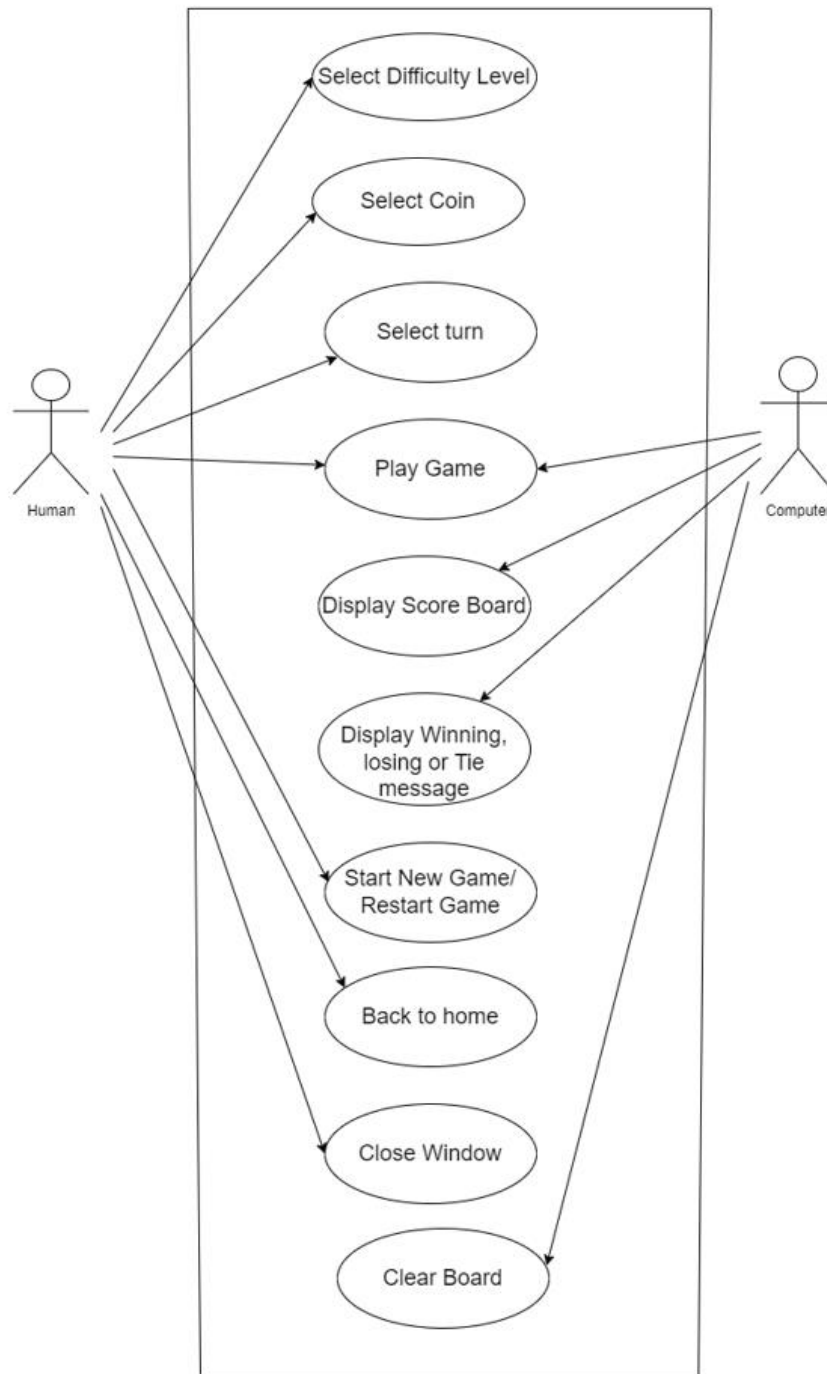 Select Difficulty Level
Select Coin
Select turn
Human
Play Game
Computer
Display Score Board
Display Winning,
losing or Tie
message
Start New Game/
Restart Game
Back to home
Close Window
Clear Board